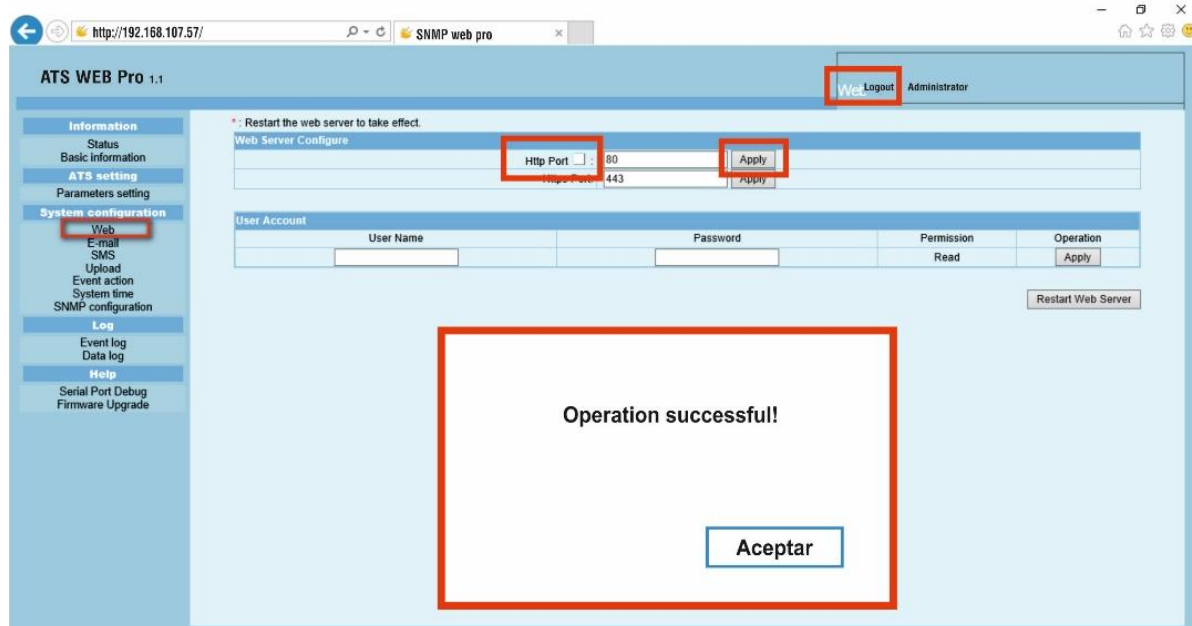 http://192.168.107.57/
SNMP web pro
ATS WEB Pro 1.1
Web Logout Administrator
Information
Status
Basic information
ATS setting
Parameters setting
System configuration
Web
E-mail
SMS
Upload
Event action
System time
SNMP configuration
Log
Event log
Data log
Help
Serial Port Debug
Firmware Upgrade
* : Restart the web server to take effect.
Web Server Configure
Http Port : 80 Apply
Https Port: 443 Apply
User Account
User Name Password Permission Operation
Read Apply
Restart Web Server
Operation successful!
Aceptar